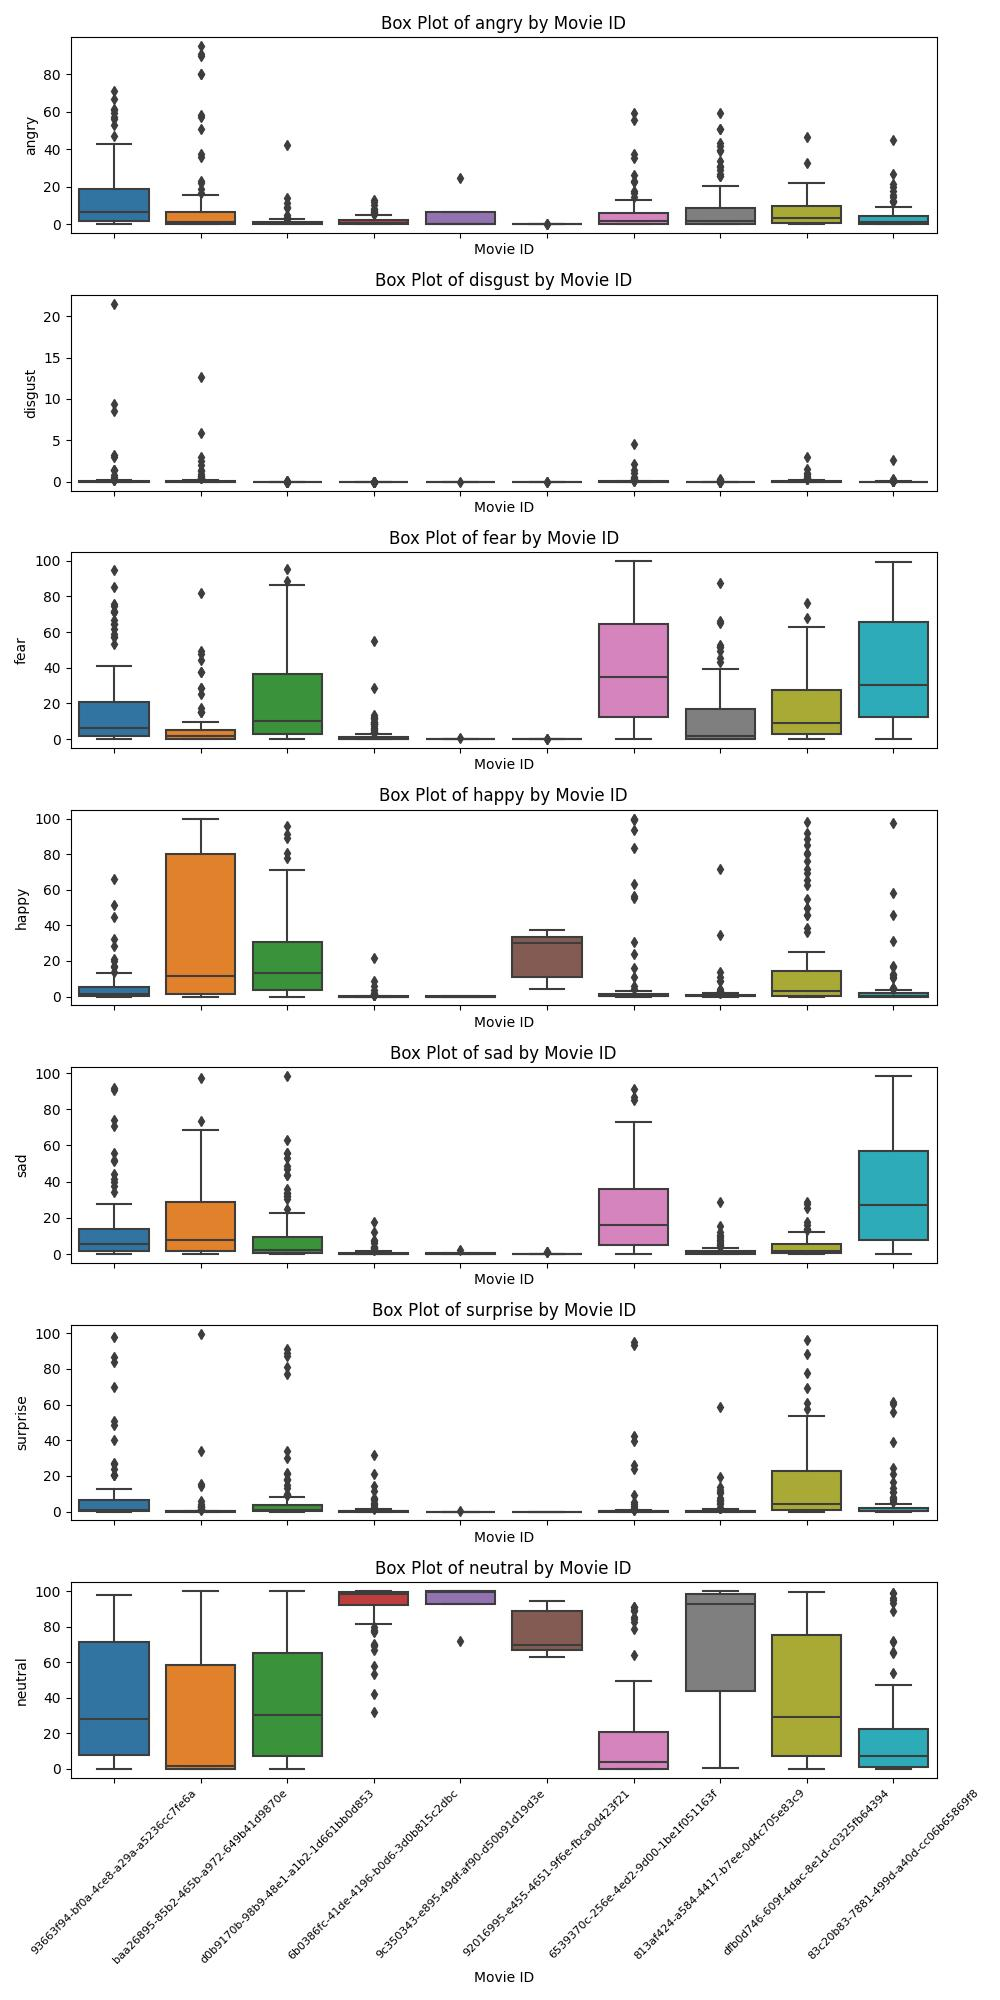 Box Plot of angry by Movie ID
80
60
40
20
0
angry
Movie ID
Box Plot of disgust by Movie ID
20
15
10
5
0
disgust
Movie ID
Box Plot of fear by Movie ID
100
80
60
40
20
0
fear
Movie ID
Box Plot of happy by Movie ID
100
80
60
40
20
0
happy
Movie ID
Box Plot of sad by Movie ID
100
80
60
40
20
0
sad
Movie ID
Box Plot of surprise by Movie ID
100
80
60
40
20
0
surprise
Movie ID
Box Plot of neutral by Movie ID
100
80
60
40
20
0
neutral
93663f94-bf0a-4ce8-a29a-a5236cc7fe6a
baa26895-85b2-465b-a972-649b41d9870e
d0b9170b-98b9-48e1-a1b2-1d661bb0d853
6b0386fc-41de-4196-b0d6-3d0b815c2dbc
9c350343-e895-49df-af90-d50b91d19d3e
92016995-e455-4651-9f6e-fbca0d423f21
6539370c-256e-4ed2-9d00-1be1f051163f
813af424-a584-4417-b7ee-0d4c705e83c9
dfb0d746-609f-4dac-8e1d-c0325fb64394
83c20b83-7881-499d-a40d-cc06b65869f8
Movie ID